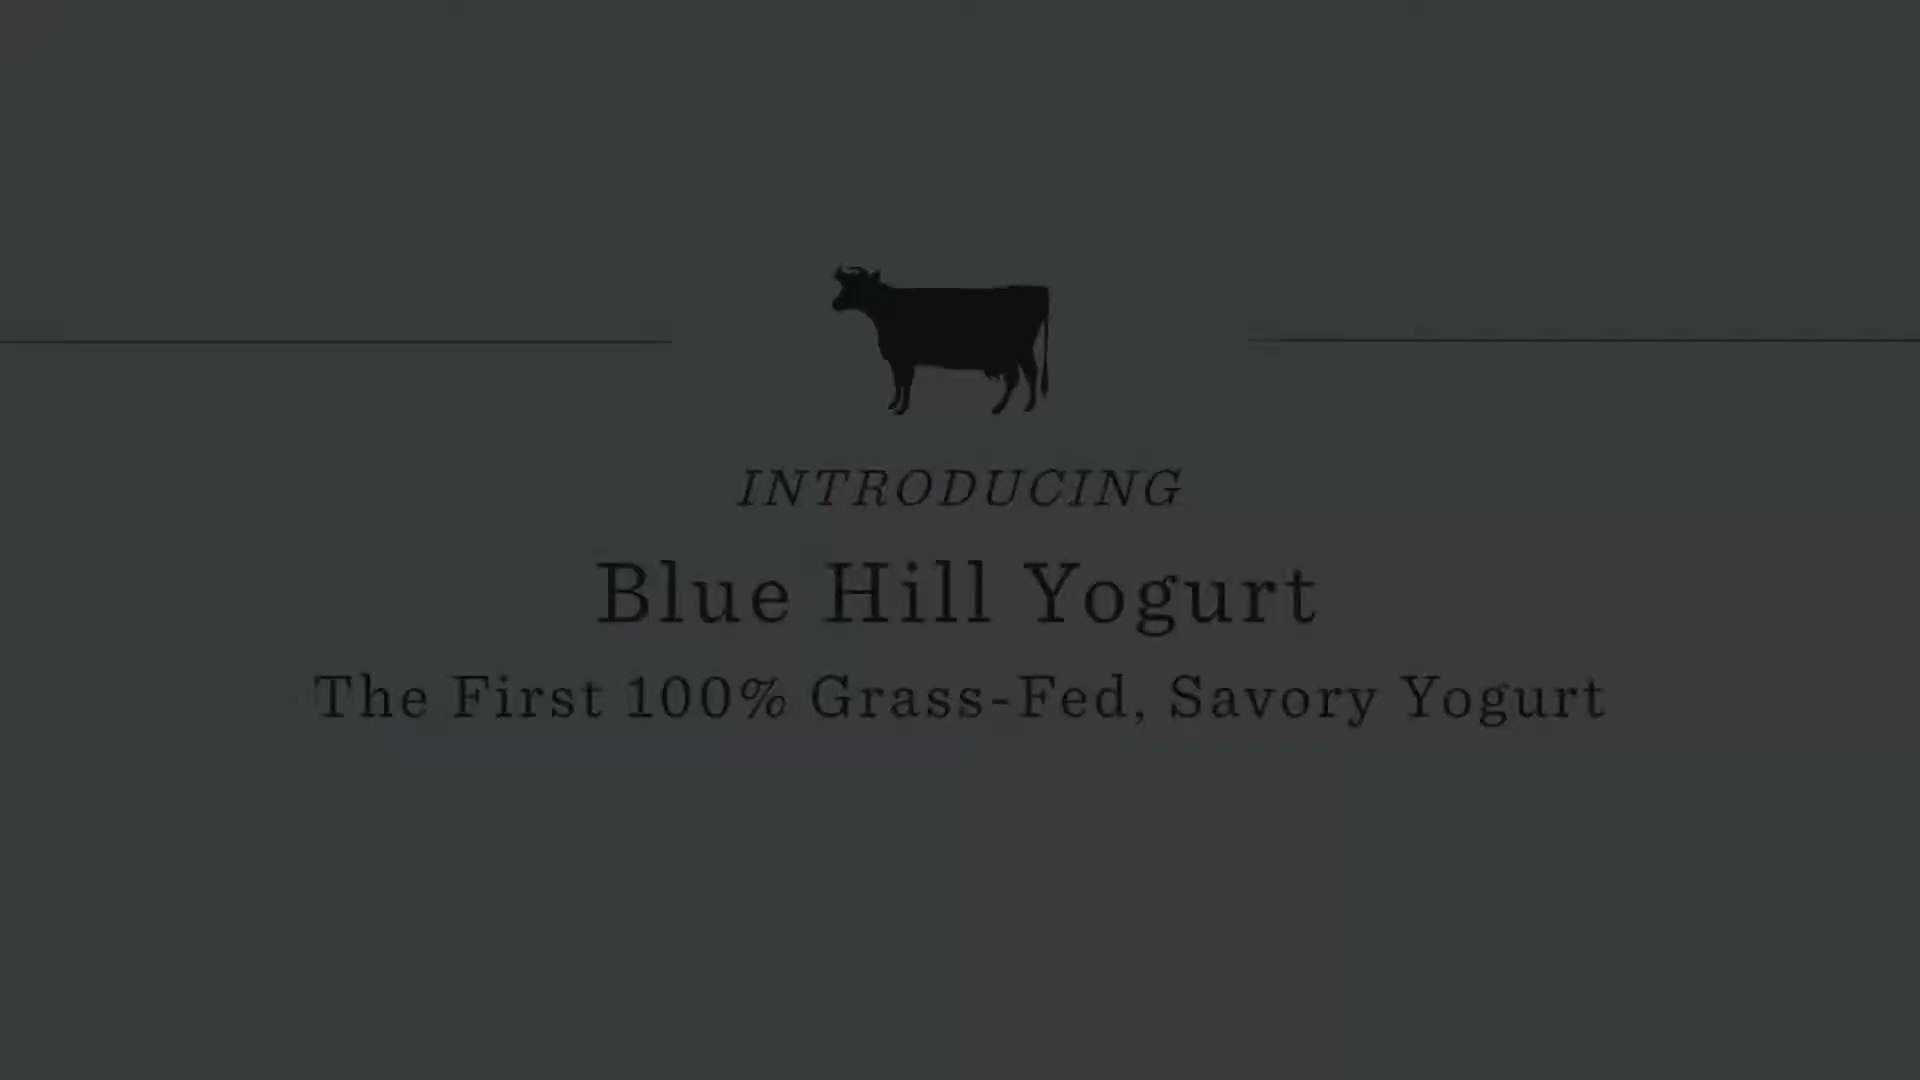 INTRODUCING
Blue Hill Yogurt
The First 100% Grass-Fed, Savory Yogurt